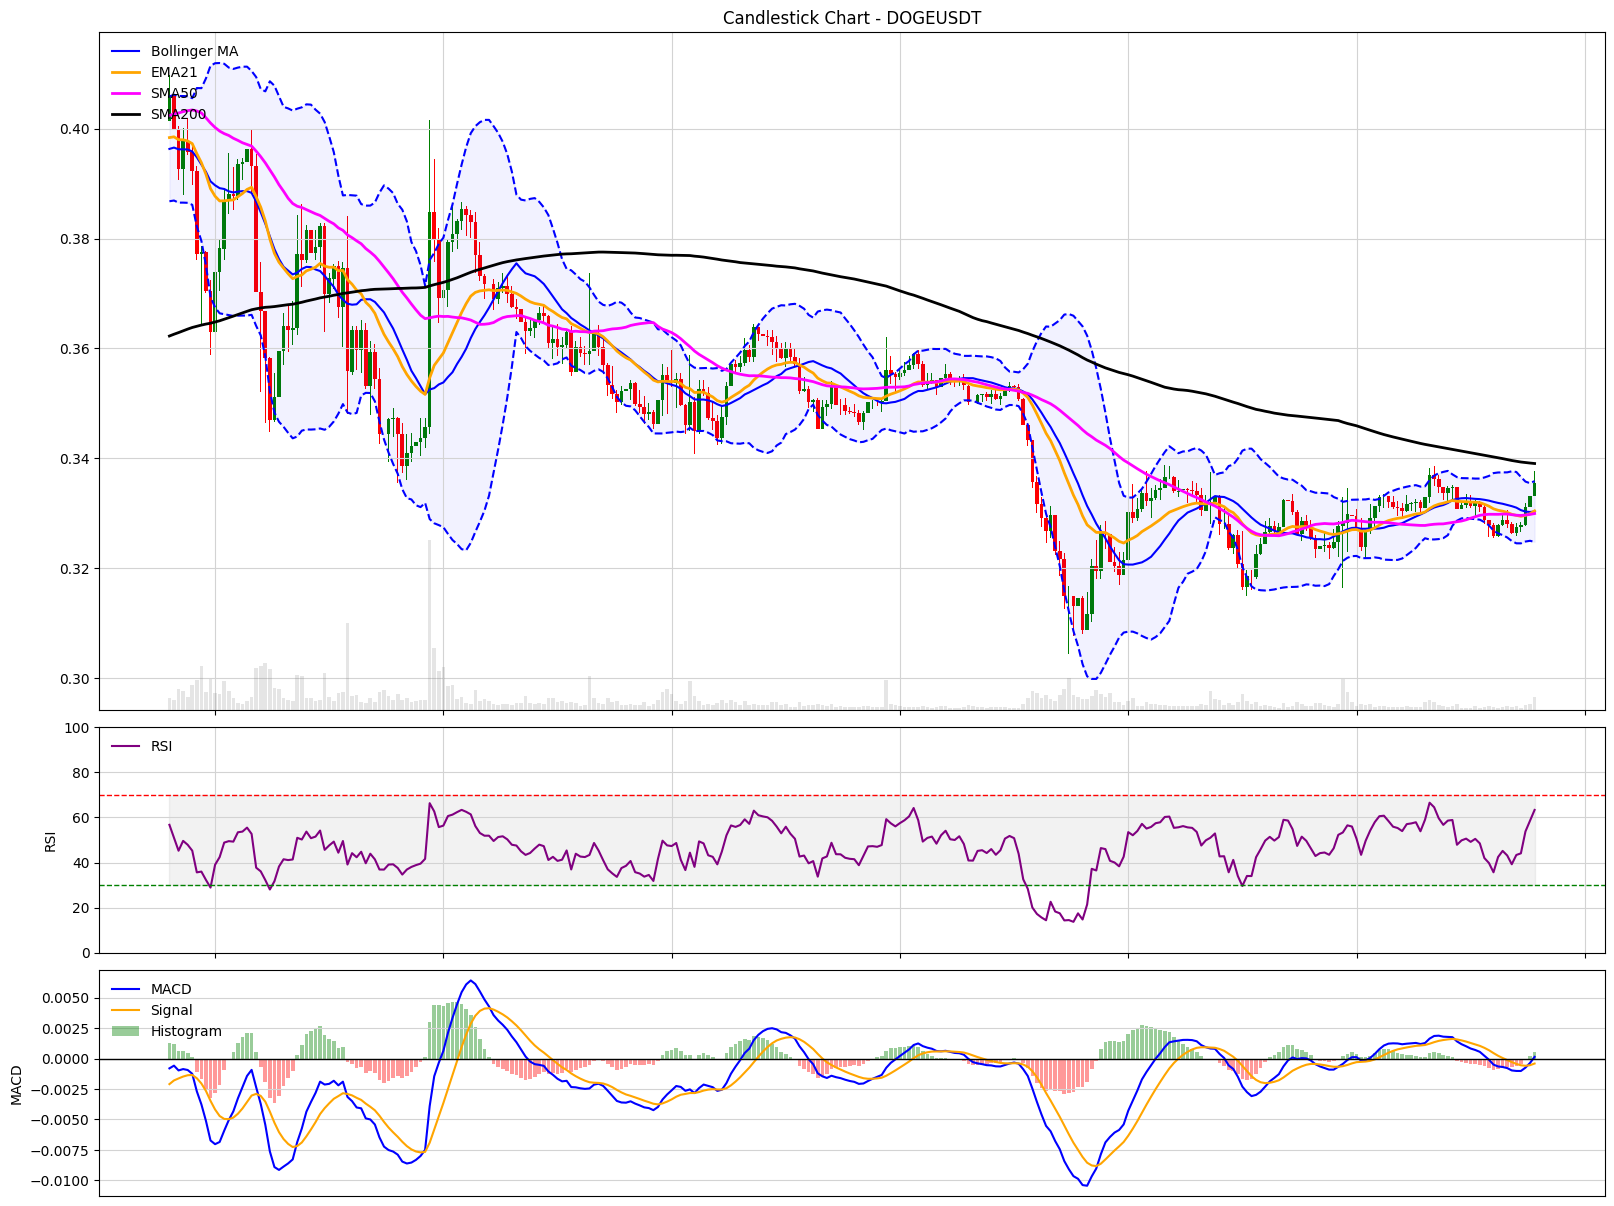 Candlestick Chart - DOGEUSDT
Bollinger MA
EMA21
SMA50
SMA200
0.40
0.38
0.36
0.34
0.32
0.30
100
80
60
40
20
0
RSI
RSI
0.0050
0.0025
0.0000
−0.0025
−0.0050
−0.0075
−0.0100
MACD
MACD
Signal
Histogram